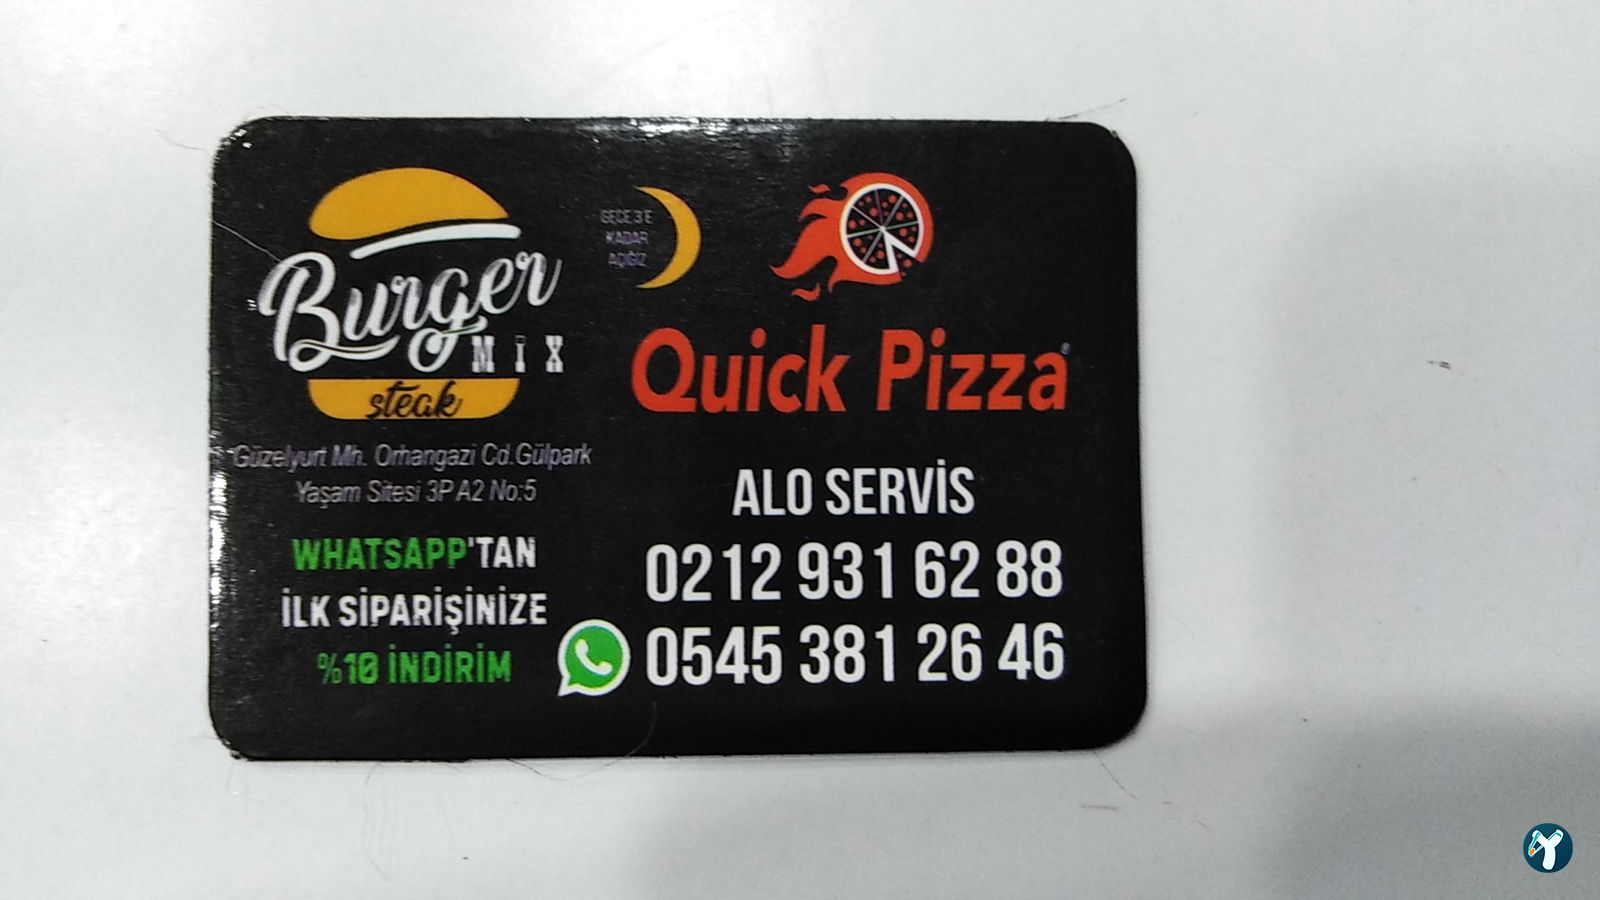 Burger
MiX
steak
GECE 3'E
KADAR
AÇIĞIZ
Güzelyurt Mh. Orhangazi Cd.Gülpark
Yaşam Sitesi 3P A2 No:5
WHATSAPP'TAN
İLK SİPARİŞİNİZE
%10 İNDİRİM
Quick Pizza
ALO SERVİS
0212 931 62 88
0545 381 26 46